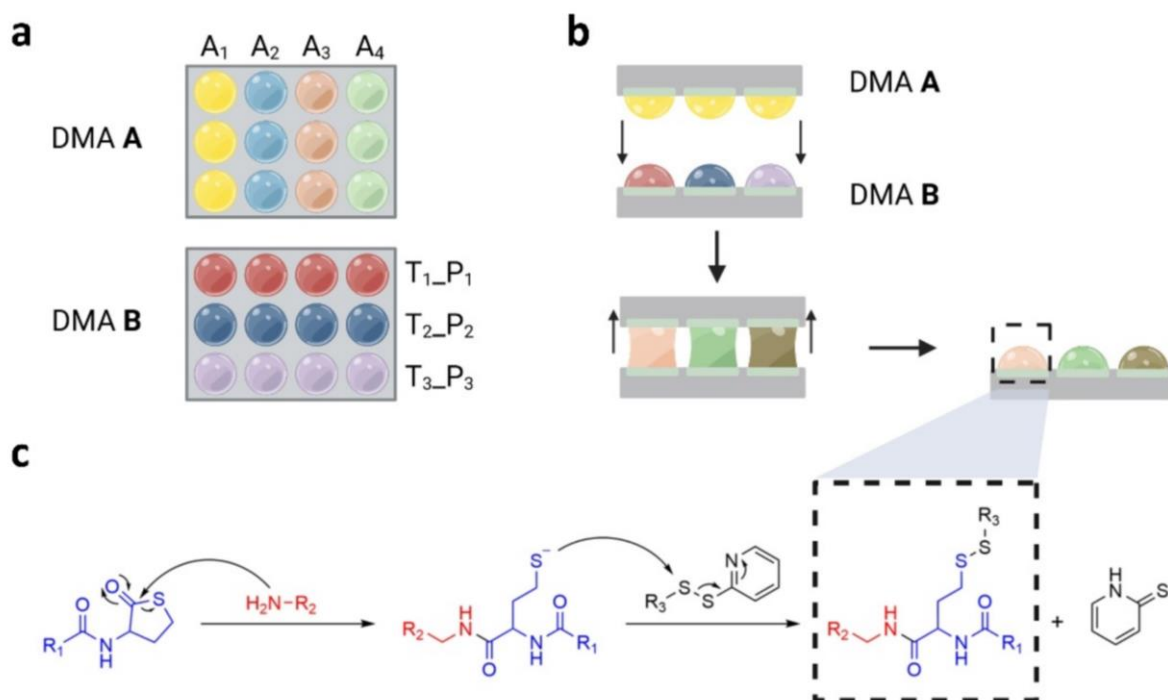 a
A₁ A₂ A₃ A₄
DMA A
DMA B
T₁_P₁
T₂_P₂
T₃_P₃
b
DMA A
DMA B
c
O
O
S
R₁
N
H
H₂N–R₂
S⁻
R₂
H
N
O
N
H
O
R₁
R₃
S
S
N
R₃
S
S
R₂
H
N
O
N
H
O
R₁
+
H
N
S